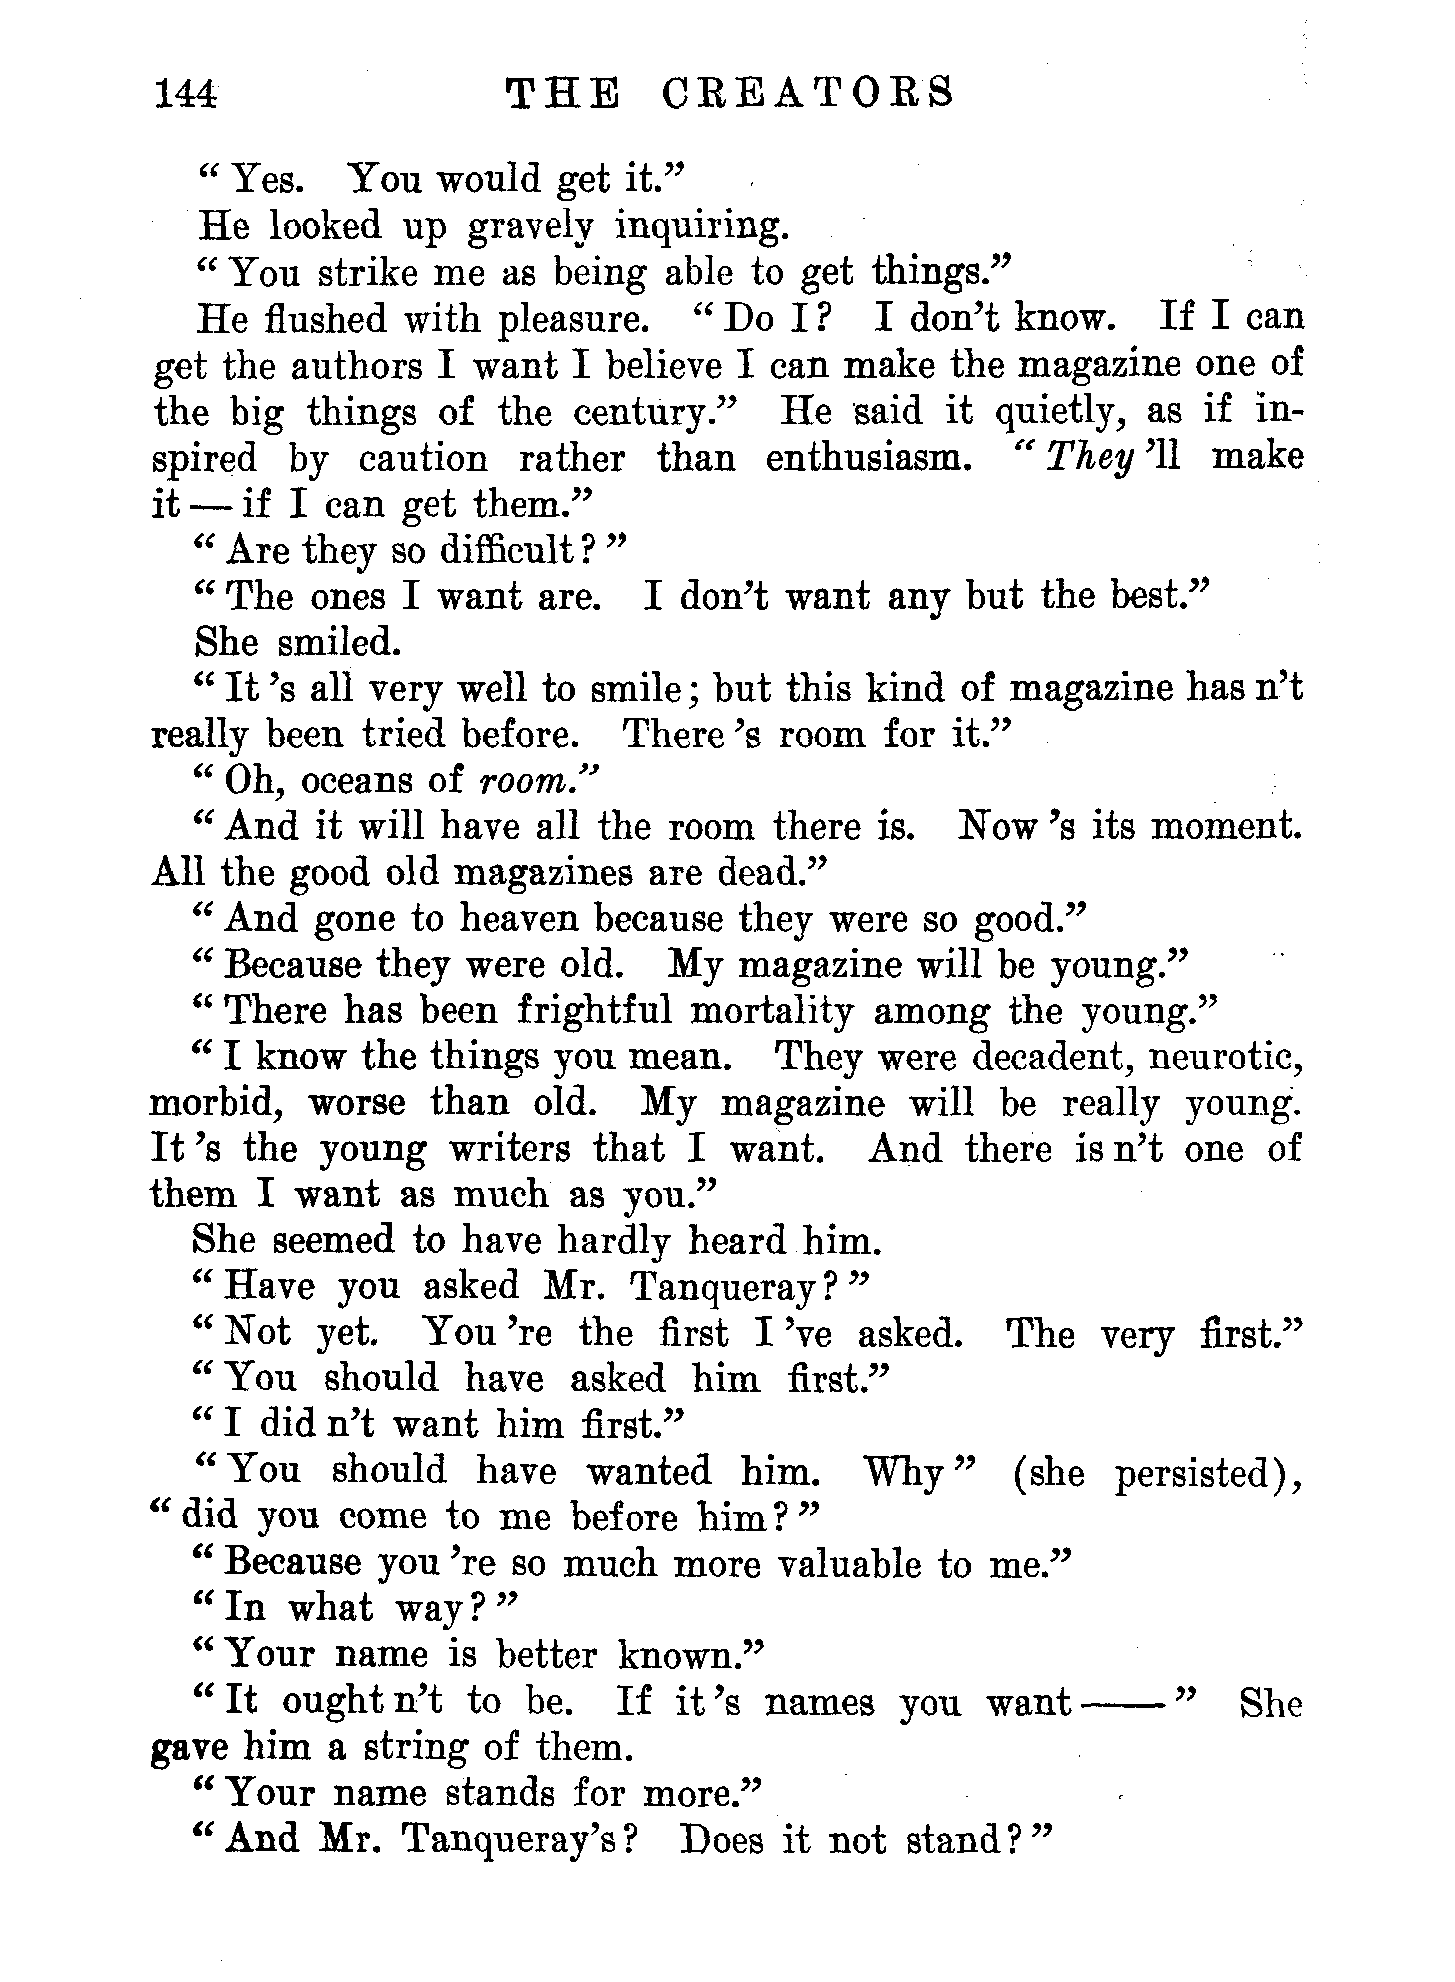 144 THE CREATORS
“Yes. You would get it.”
He looked up gravely inquiring.
“You strike me as being able to get things.”
He flushed with pleasure. “Do I? I don’t know. If I can
get the authors I want I believe I can make the magazine one of
the big things of the century.” He said it quietly, as if in-
spired by caution rather than enthusiasm. “They ’ll make
it — if I can get them.”
“Are they so difficult?”
“The ones I want are. I don’t want any but the best.”
She smiled.
“It ’s all very well to smile; but this kind of magazine has n’t
really been tried before. There ’s room for it.”
“Oh, oceans of room.”
“And it will have all the room there is. Now ’s its moment.
All the good old magazines are dead.”
“And gone to heaven because they were so good.”
“Because they were old. My magazine will be young.”
“There has been frightful mortality among the young.”
“I know the things you mean. They were decadent, neurotic,
morbid, worse than old. My magazine will be really young.
It ’s the young writers that I want. And there is n’t one of
them I want as much as you.”
She seemed to have hardly heard him.
“Have you asked Mr. Tanqueray?”
“Not yet. You ’re the first I ’ve asked. The very first.”
“You should have asked him first.”
“I did n’t want him first.”
“You should have wanted him. Why” (she persisted),
“did you come to me before him?”
“Because you ’re so much more valuable to me.”
“In what way?”
“Your name is better known.”
“It ought n’t to be. If it ’s names you want ——” She
gave him a string of them.
“Your name stands for more.”
“And Mr. Tanqueray’s? Does it not stand?”